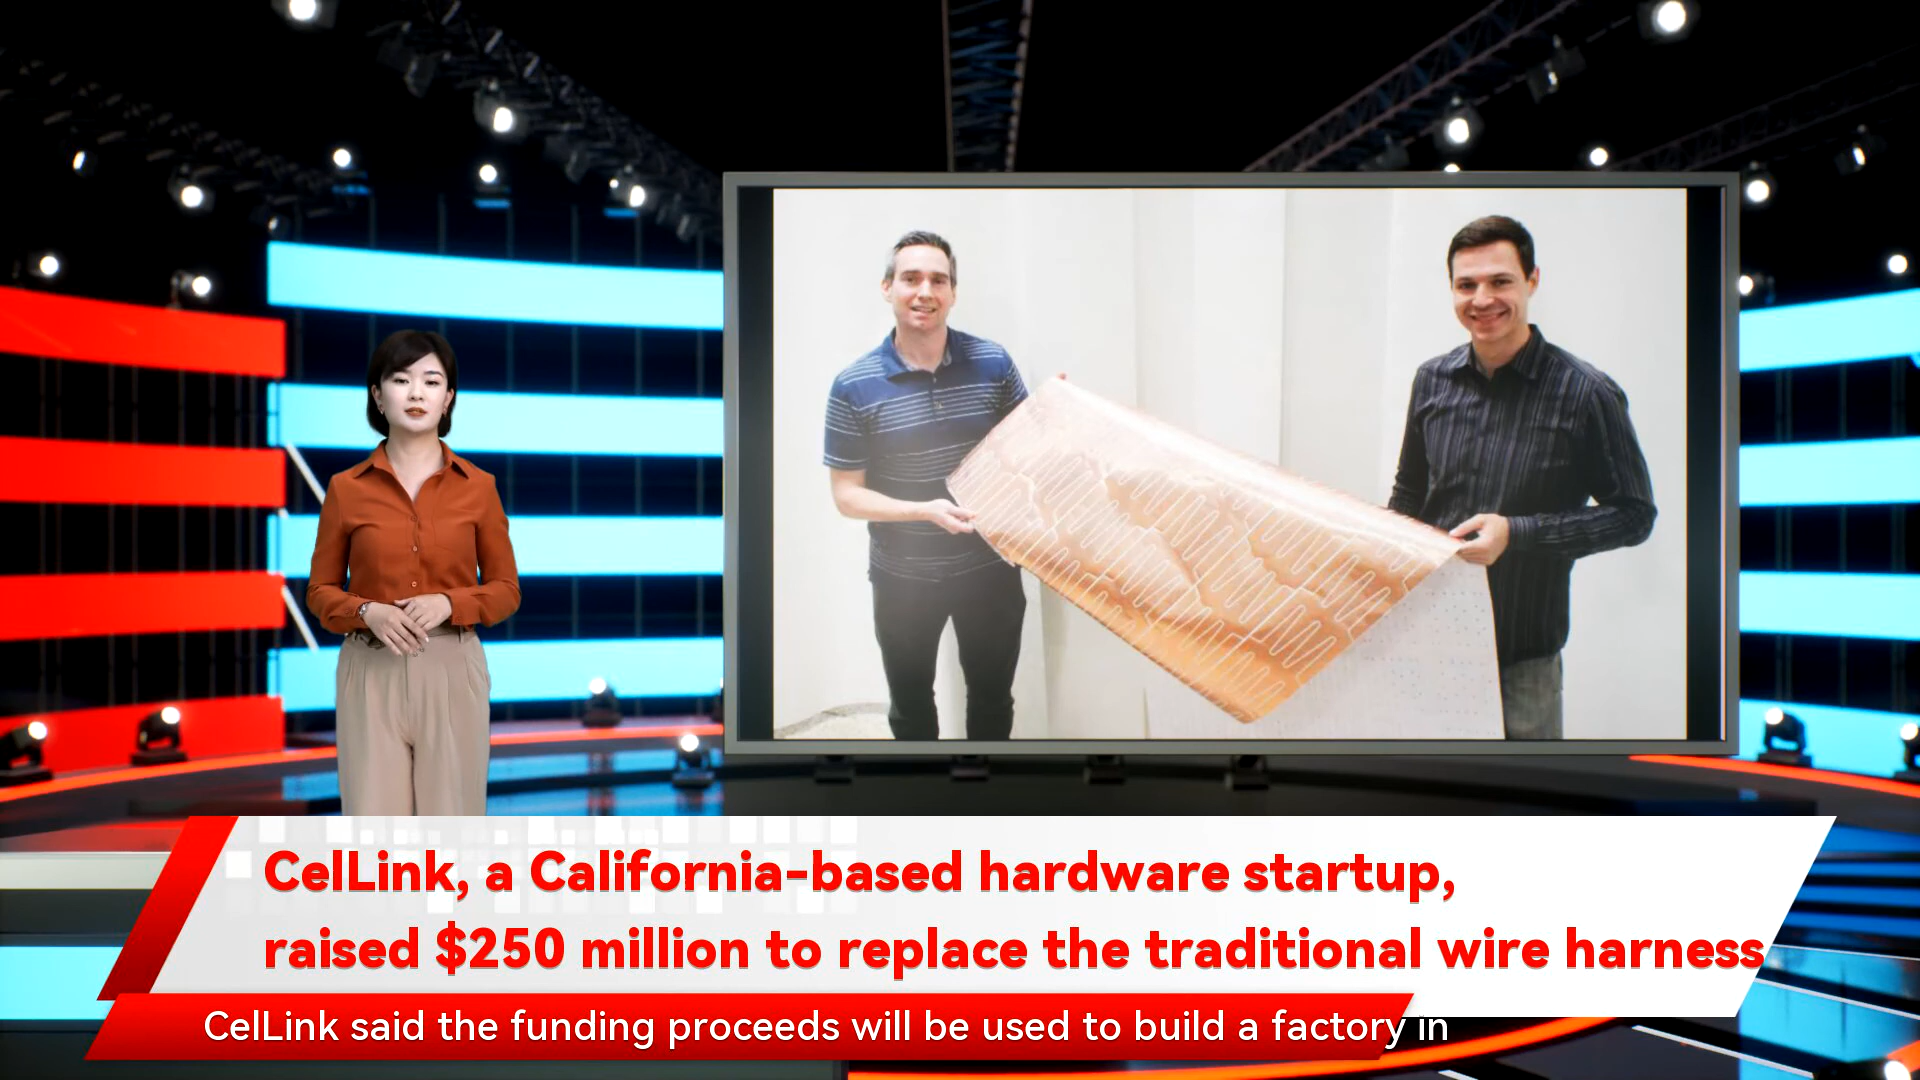 CelLink, a California-based hardware startup,
raised $250 million to replace the traditional wire harness
CelLink said the funding proceeds will be used to build a factory in